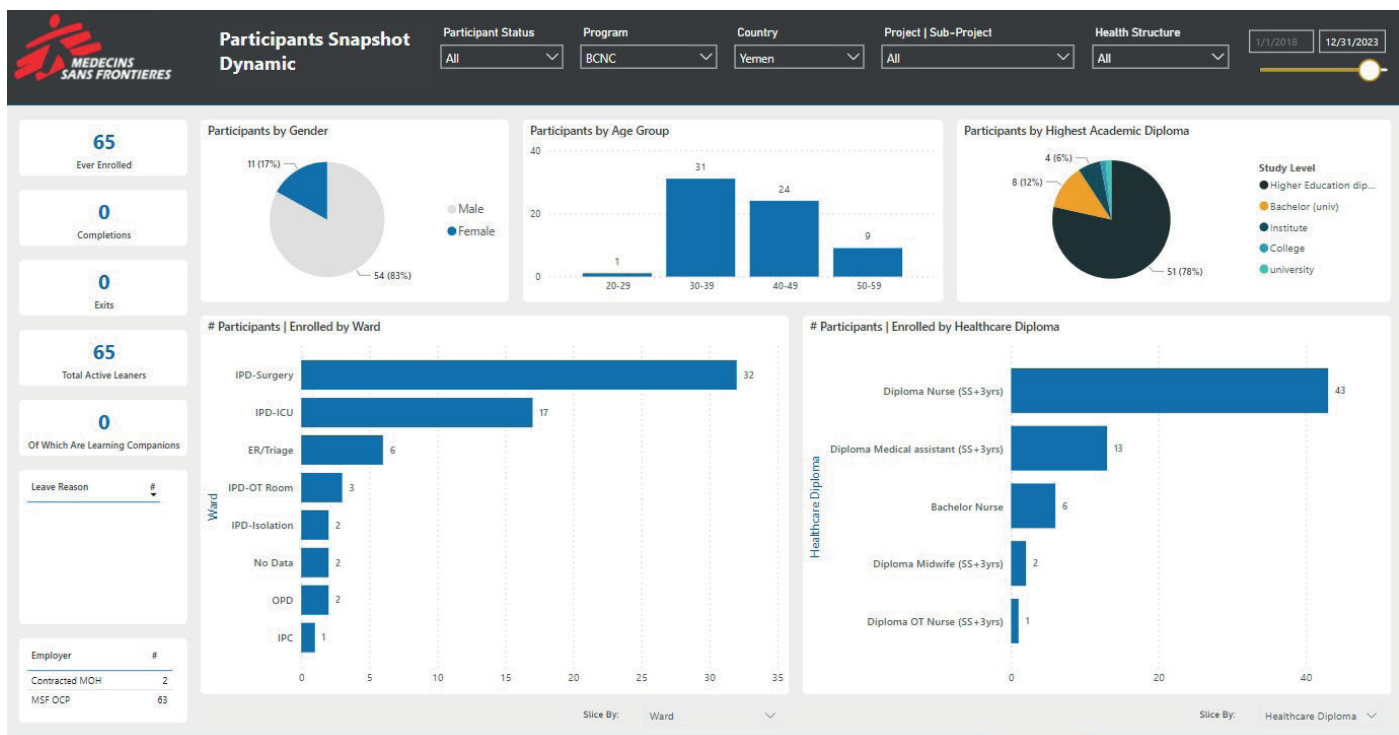 MEDECINS
SANS FRONTIERES
Participants Snapshot
Dynamic
Participant Status
All
Program
BCNC
Country
Yemen
Project | Sub-Project
All
Health Structure
All
1/1/2018
12/31/2023
65
Ever Enrolled
0
Completions
0
Exits
65
Total Active Leaners
0
Of Which Are Learning Companions
Leave Reason #
Employer #
Contracted MOH 2
MSF OCP 63
Participants by Gender
11 (17%)
54 (83%)
Male
Female
Participants by Age Group
40
20
0
1
31
24
9
20-29 30-39 40-49 50-59
Participants by Highest Academic Diploma
4 (6%)
8 (12%)
51 (78%)
Study Level
Higher Education dip...
Bachelor (univ)
Institute
College
university
# Participants | Enrolled by Ward
Ward
IPD-Surgery 32
IPD-ICU 17
ER/Triage 6
IPD-OT Room 3
IPD-Isolation 2
No Data 2
OPD 2
IPC 1
0 5 10 15 20 25 30 35
Slice By: Ward
# Participants | Enrolled by Healthcare Diploma
Healthcare Diploma
Diploma Nurse (SS+3yrs) 43
Diploma Medical assistant (SS+3yrs) 13
Bachelor Nurse 6
Diploma Midwife (SS+3yrs) 2
Diploma OT Nurse (SS+3yrs) 1
0 20 40
Slice By: Healthcare Diploma